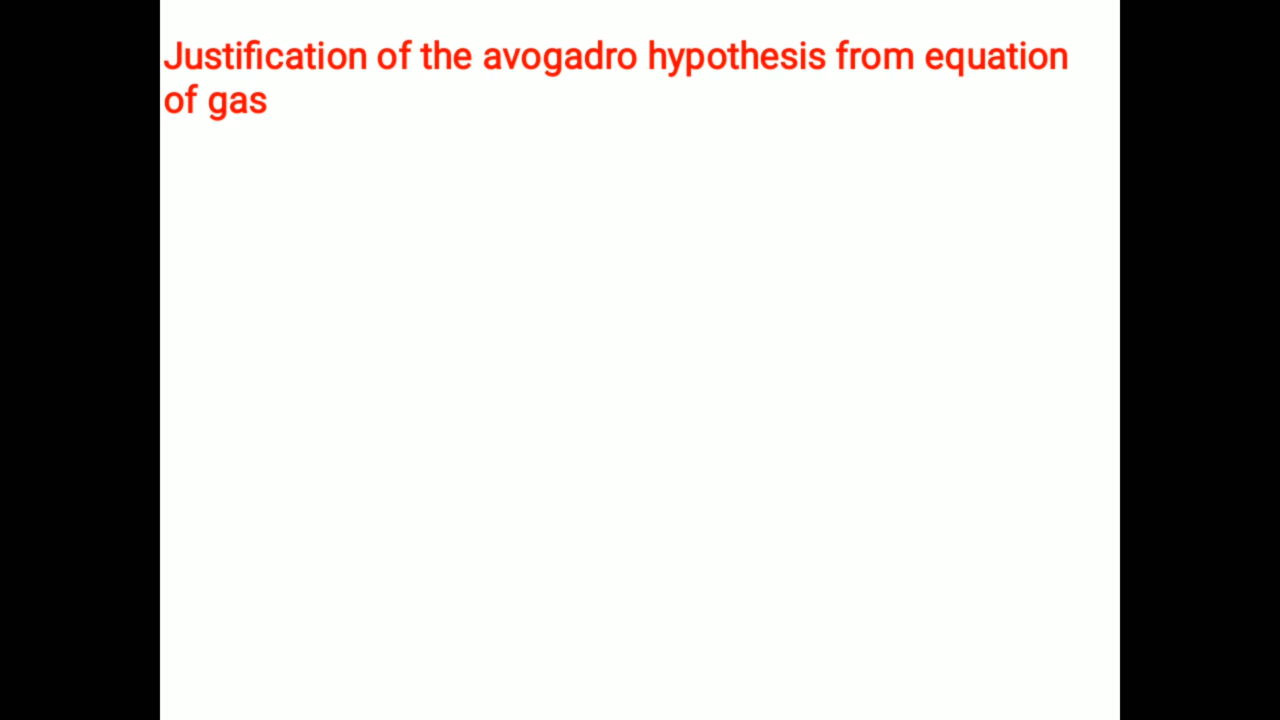 Justification of the avogadro hypothesis from equation
of gas